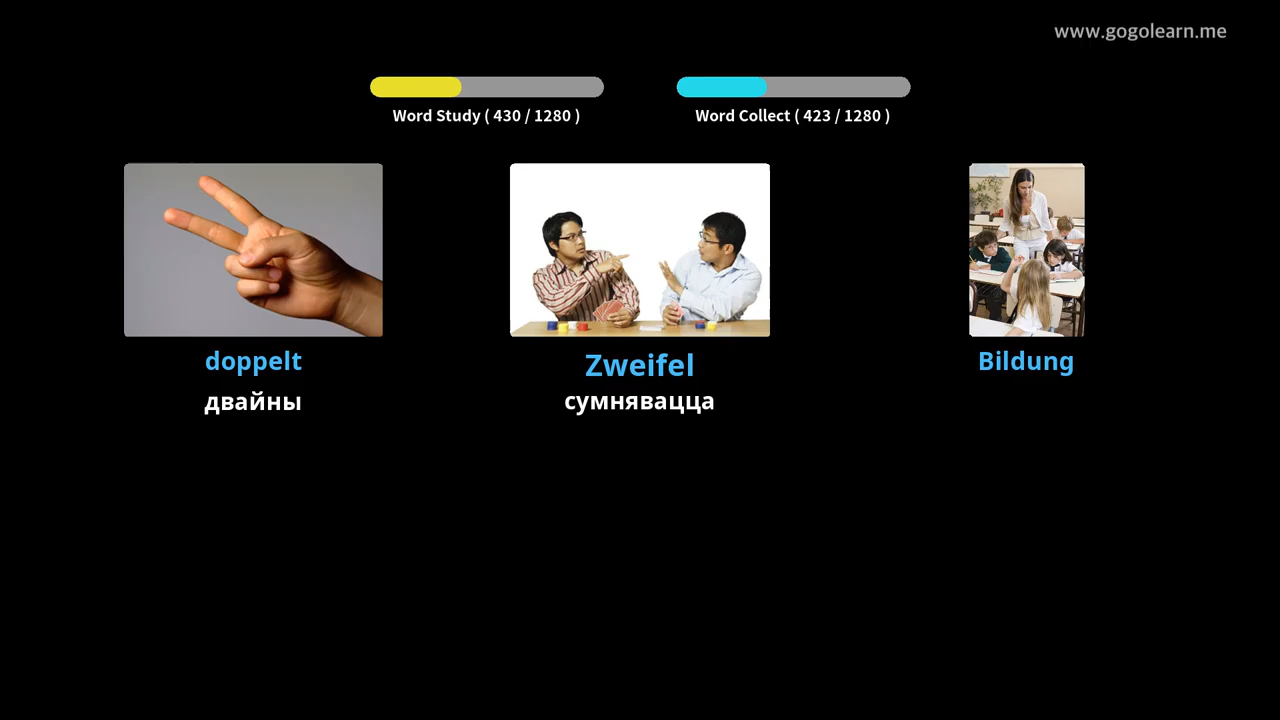 www.gogolearn.me
Word Study ( 430 / 1280 )
Word Collect ( 423 / 1280 )
doppelt
Zweifel
Bildung
двайны
сумнявацца